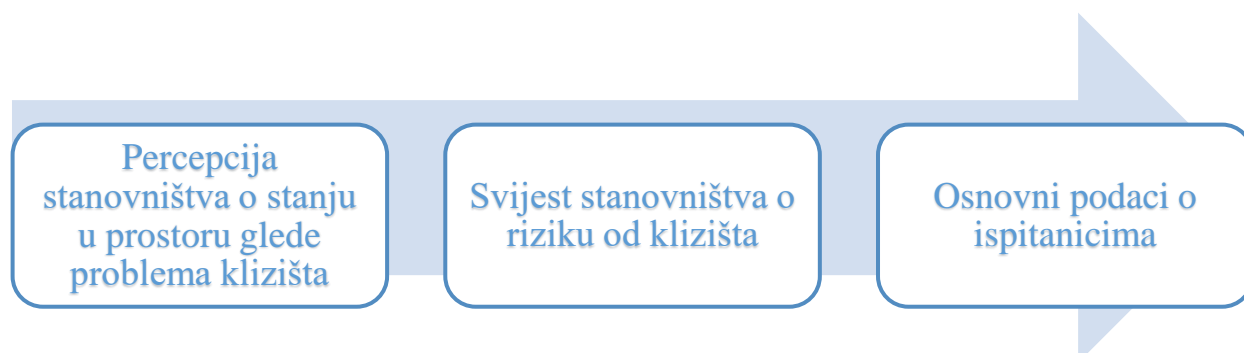 Percepcija
stanovništva o stanju
u prostoru glede
problema klizišta
Svijest stanovništva o
riziku od klizišta
Osnovni podaci o
ispitanicima